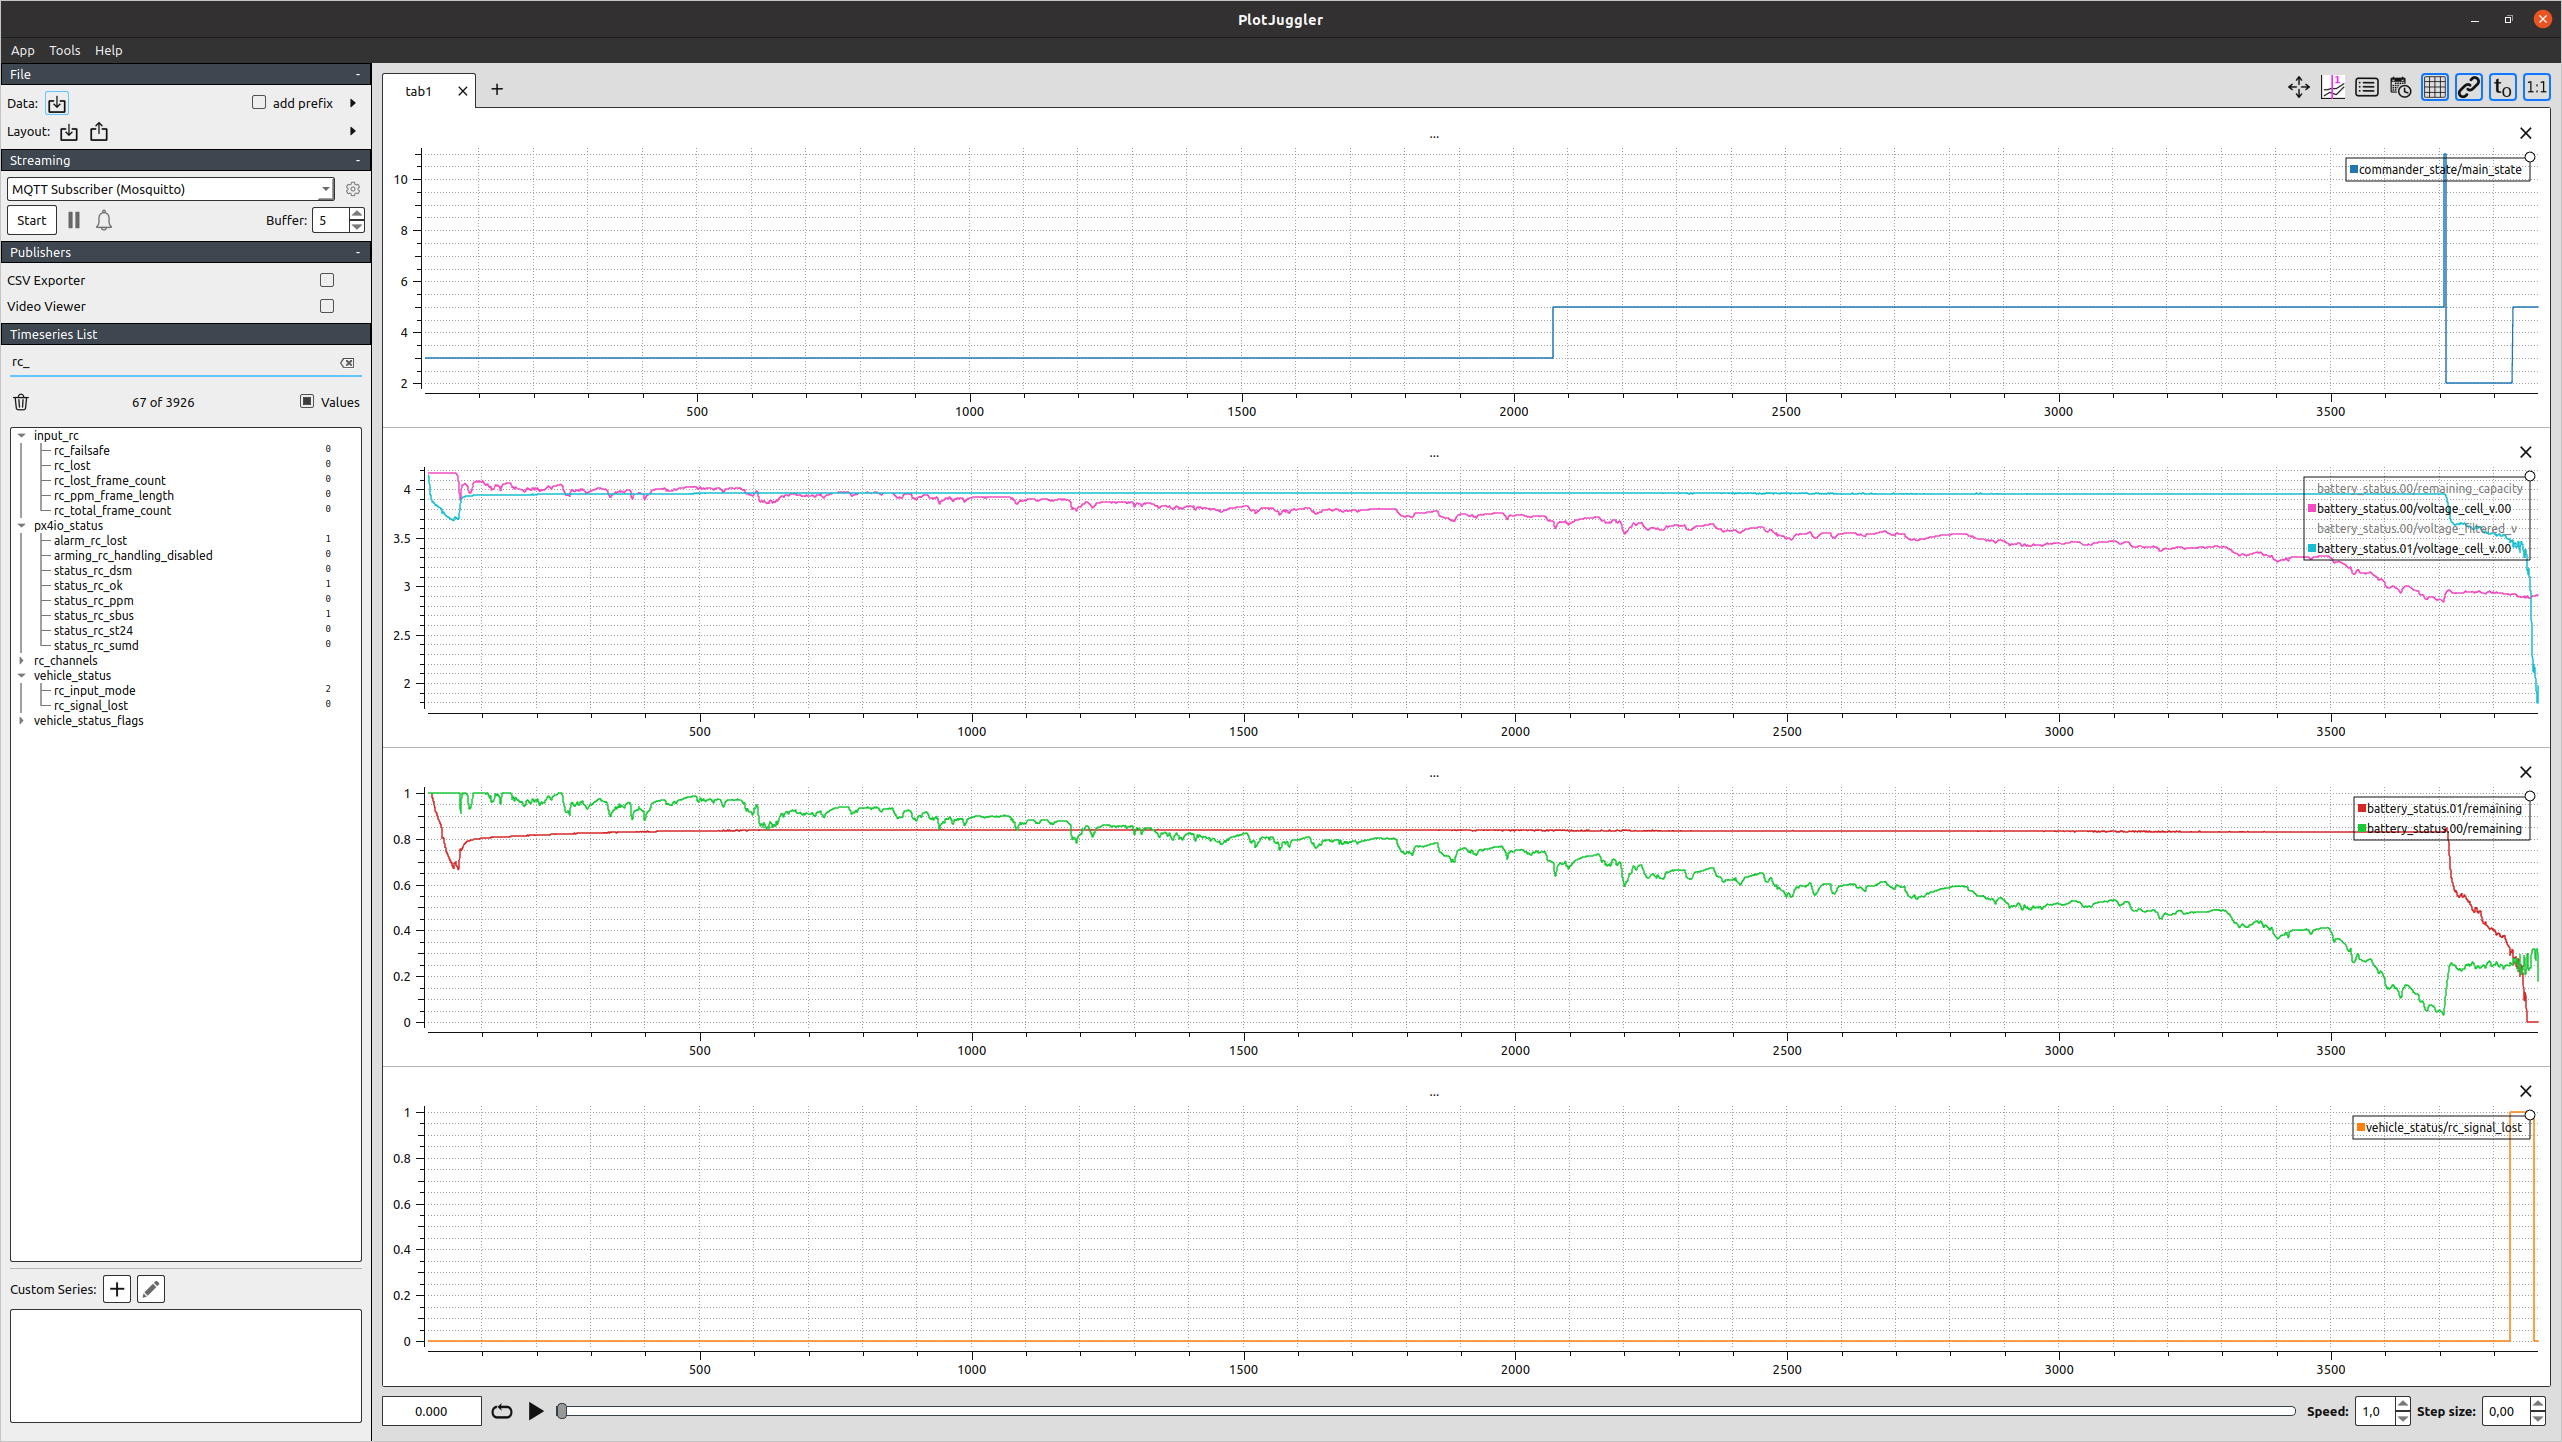 PlotJuggler
App Tools Help
File -
Data: add prefix
Layout:
Streaming -
MQTT Subscriber (Mosquitto)
Start Buffer: 5
Publishers -
CSV Exporter
Video Viewer
Timeseries List
rc_
67 of 3926 Values
input_rc
rc_failsafe 0
rc_lost 0
rc_lost_frame_count 0
rc_ppm_frame_length 0
rc_total_frame_count 0
px4io_status
alarm_rc_lost 1
arming_rc_handling_disabled 0
status_rc_dsm 0
status_rc_ok 1
status_rc_ppm 0
status_rc_sbus 1
status_rc_st24 0
status_rc_sumd 0
rc_channels
vehicle_status
rc_input_mode 2
rc_signal_lost 0
vehicle_status_flags
Custom Series:
tab1
t0 1:1
...
commander_state/main_state
10
8
6
4
2
500 1000 1500 2000 2500 3000 3500
...
battery_status.00/remaining_capacity
battery_status.00/voltage_cell_v.00
battery_status.00/voltage_filtered_v
battery_status.01/voltage_cell_v.00
4
3.5
3
2.5
2
500 1000 1500 2000 2500 3000 3500
...
battery_status.01/remaining
battery_status.00/remaining
1
0.8
0.6
0.4
0.2
0
500 1000 1500 2000 2500 3000 3500
...
vehicle_status/rc_signal_lost
1
0.8
0.6
0.4
0.2
0
500 1000 1500 2000 2500 3000 3500
0.000 Speed: 1,0 Step size: 0,00